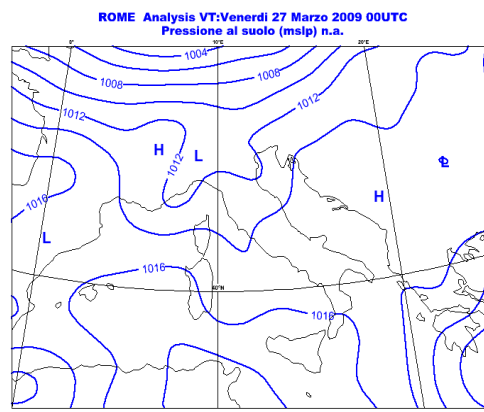 ROME Analysis VT:Venerdi 27 Marzo 2009 00UTC
Pressione al suolo (mslp) n.a.
0° 10°E 20°E
1004
1008 1008
1012 1012
H L 1012
H
1016
L
1016 40°N 1016